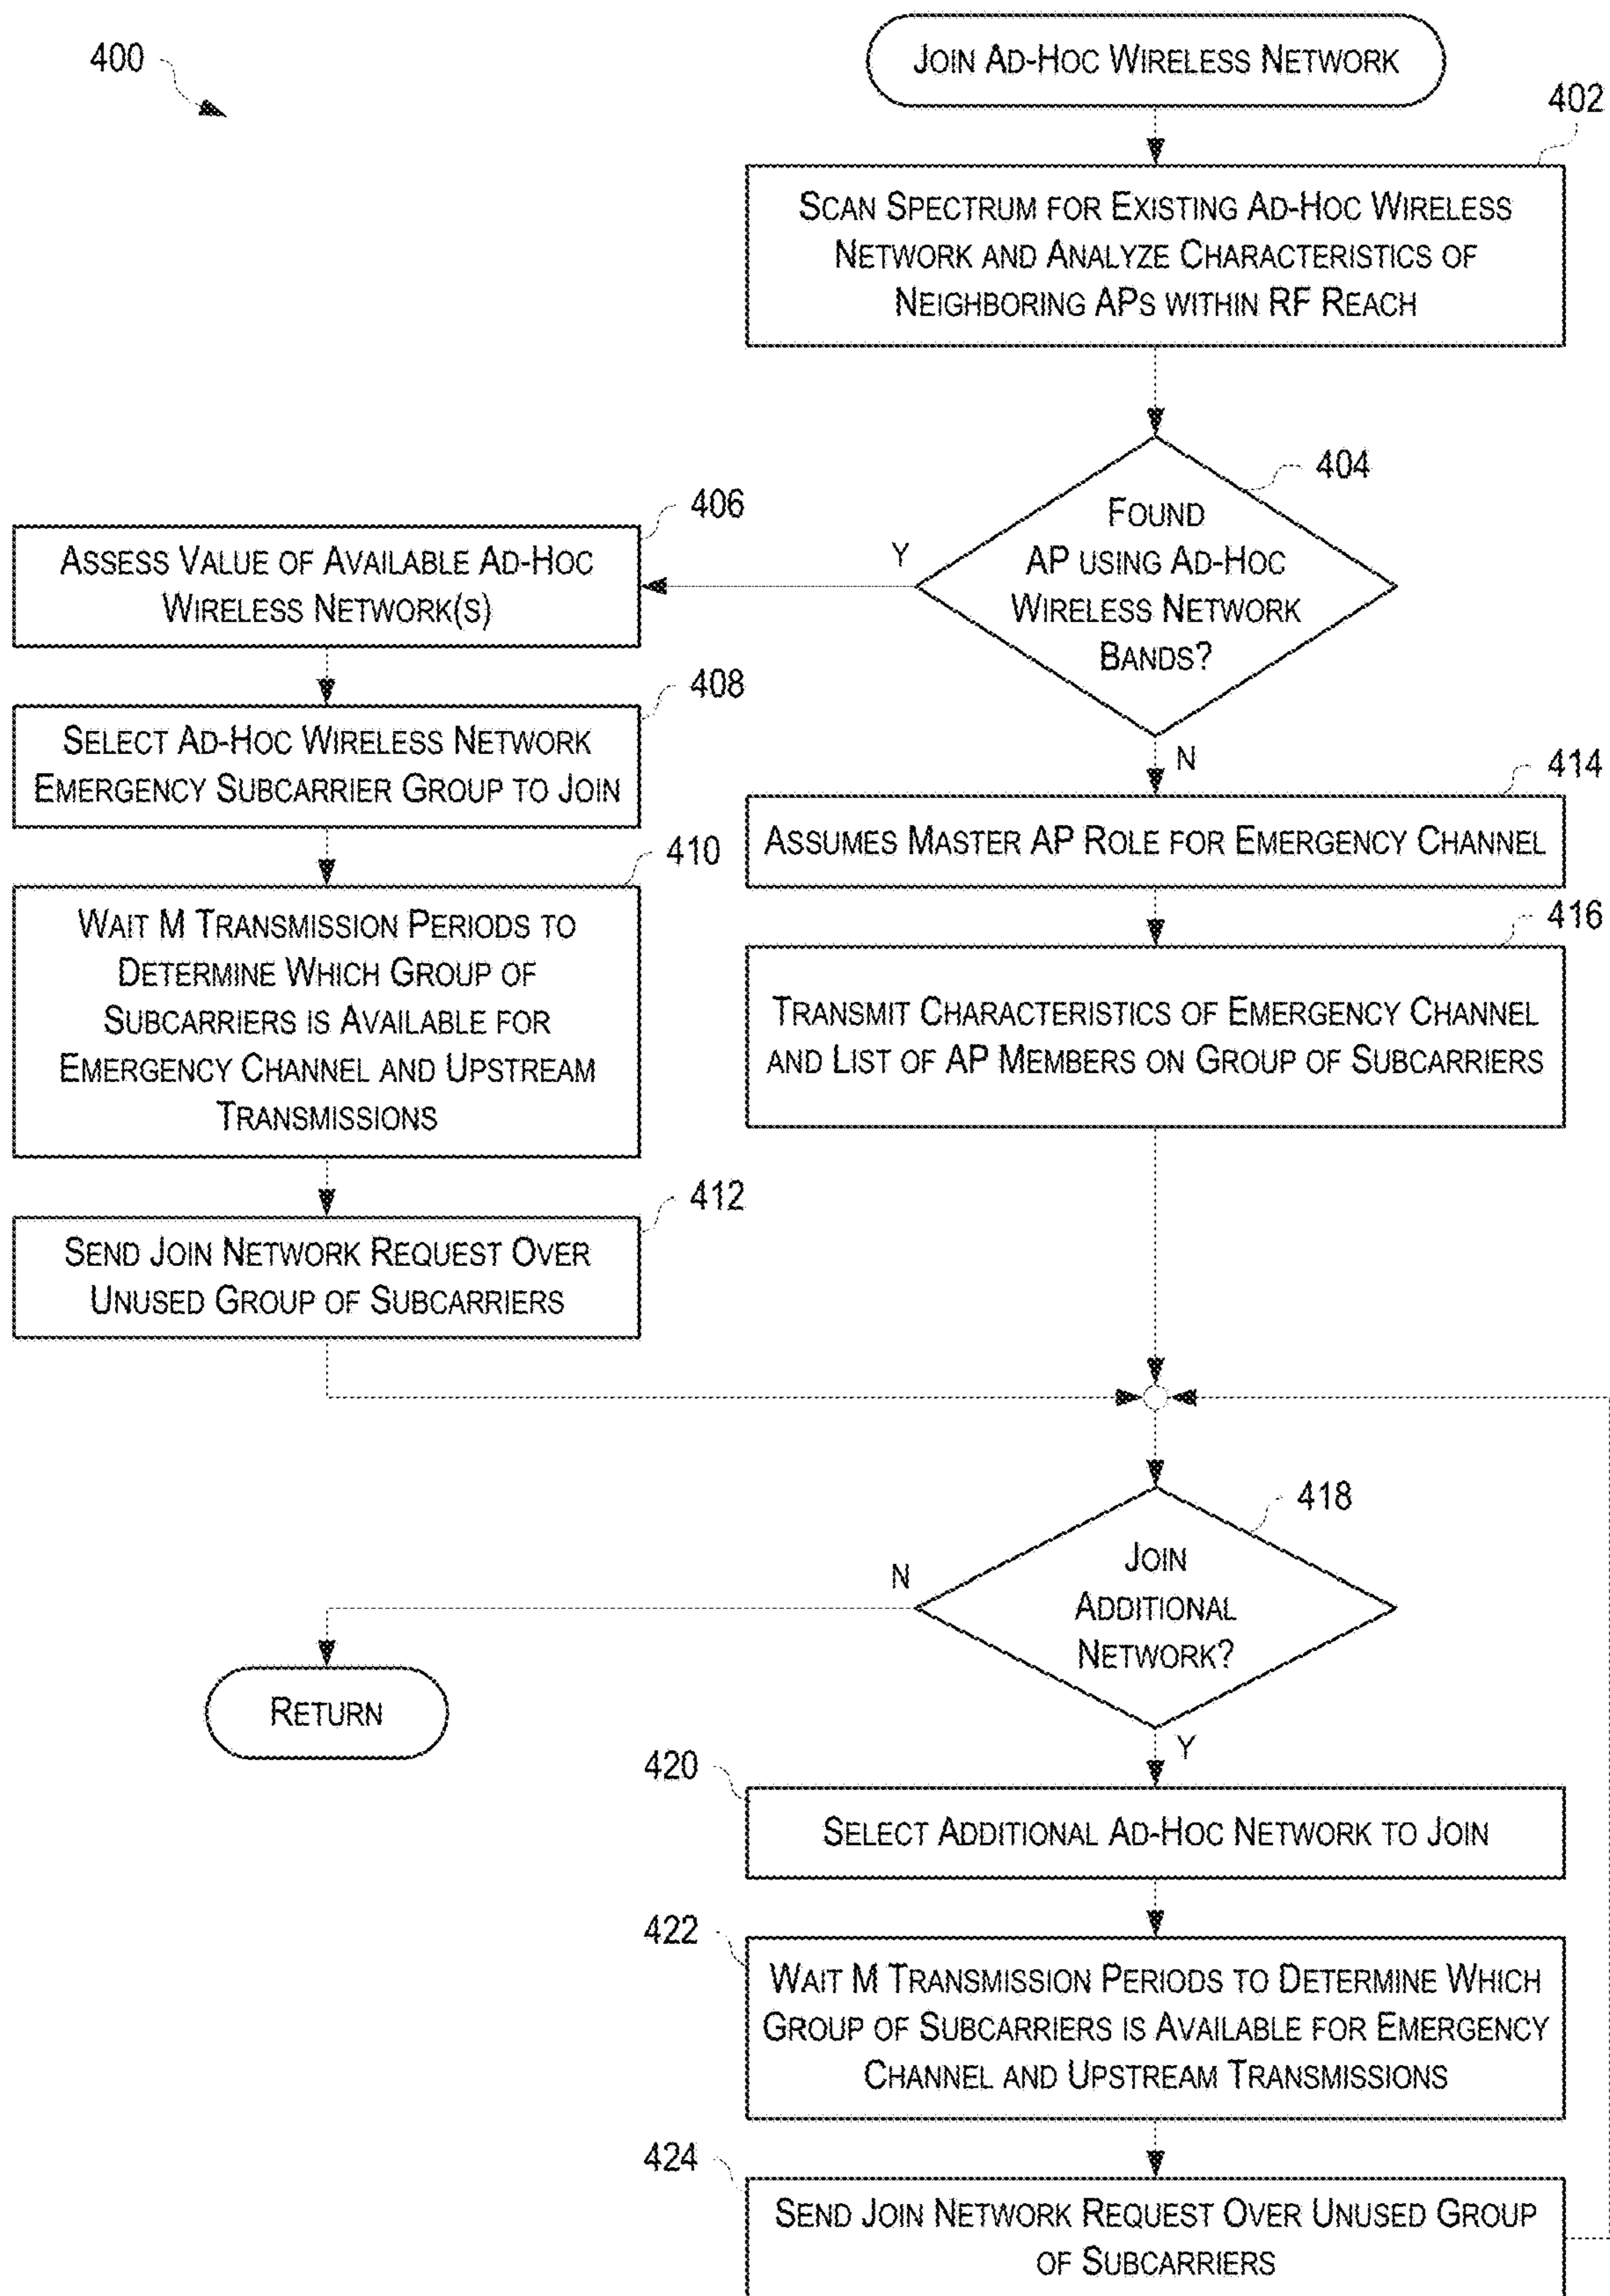 400
JOIN AD-HOC WIRELESS NETWORK
402
SCAN SPECTRUM FOR EXISTING AD-HOC WIRELESS
NETWORK AND ANALYZE CHARACTERISTICS OF
NEIGHBORING APS WITHIN RF REACH
404
FOUND
AP USING AD-HOC
WIRELESS NETWORK
BANDS?
Y
N
406
ASSESS VALUE OF AVAILABLE AD-HOC
WIRELESS NETWORK(S)
408
SELECT AD-HOC WIRELESS NETWORK
EMERGENCY SUBCARRIER GROUP TO JOIN
410
WAIT M TRANSMISSION PERIODS TO
DETERMINE WHICH GROUP OF
SUBCARRIERS IS AVAILABLE FOR
EMERGENCY CHANNEL AND UPSTREAM
TRANSMISSIONS
412
SEND JOIN NETWORK REQUEST OVER
UNUSED GROUP OF SUBCARRIERS
414
ASSUMES MASTER AP ROLE FOR EMERGENCY CHANNEL
416
TRANSMIT CHARACTERISTICS OF EMERGENCY CHANNEL
AND LIST OF AP MEMBERS ON GROUP OF SUBCARRIERS
418
JOIN
ADDITIONAL
NETWORK?
N
RETURN
Y
420
SELECT ADDITIONAL AD-HOC NETWORK TO JOIN
422
WAIT M TRANSMISSION PERIODS TO DETERMINE WHICH
GROUP OF SUBCARRIERS IS AVAILABLE FOR EMERGENCY
CHANNEL AND UPSTREAM TRANSMISSIONS
424
SEND JOIN NETWORK REQUEST OVER UNUSED GROUP
OF SUBCARRIERS